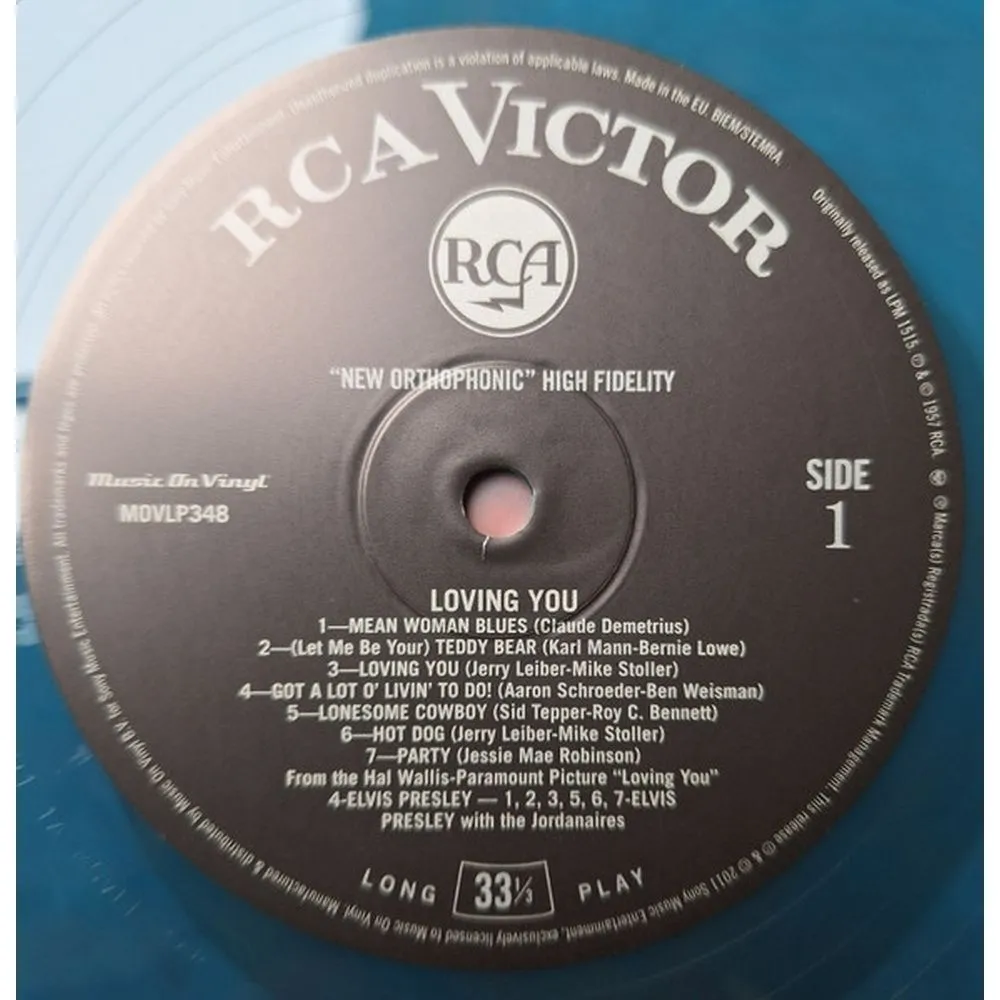 RCA VICTOR
RCA
"NEW ORTHOPHONIC" HIGH FIDELITY
Music On Vinyl
MOVLP348
SIDE
1
LOVING YOU
1—MEAN WOMAN BLUES (Claude Demetrius)
2—(Let Me Be Your) TEDDY BEAR (Karl Mann-Bernie Lowe)
3—LOVING YOU (Jerry Leiber-Mike Stoller)
4—GOT A LOT O' LIVIN' TO DO! (Aaron Schroeder-Ben Weisman)
5—LONESOME COWBOY (Sid Tepper-Roy C. Bennett)
6—HOT DOG (Jerry Leiber-Mike Stoller)
7—PARTY (Jessie Mae Robinson)
From the Hal Wallis-Paramount Picture "Loving You"
4-ELVIS PRESLEY — 1, 2, 3, 5, 6, 7-ELVIS
PRESLEY with the Jordanaires
LONG 33⅓ PLAY
Originally released as LPM 1515. ℗ & © 1957 RCA ® Marca(s) Registrada(s) RCA Trademark Management. This release ℗ & © 2011 Sony Music Entertainment, exclusively licensed to Music On Vinyl. Manufactured & distributed by Music On Vinyl B.V. for Sony Music Entertainment. All trademarks and logos are protected. Unauthorized duplication is a violation of applicable laws. Made in the EU. BIEM/STEMRA.